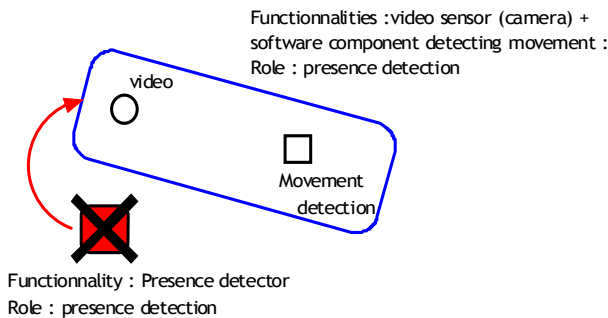 Functionnalities :video sensor (camera) +
software component detecting movement :
Role : presence detection
video
Movement
detection
Functionnality : Presence detector
Role : presence detection